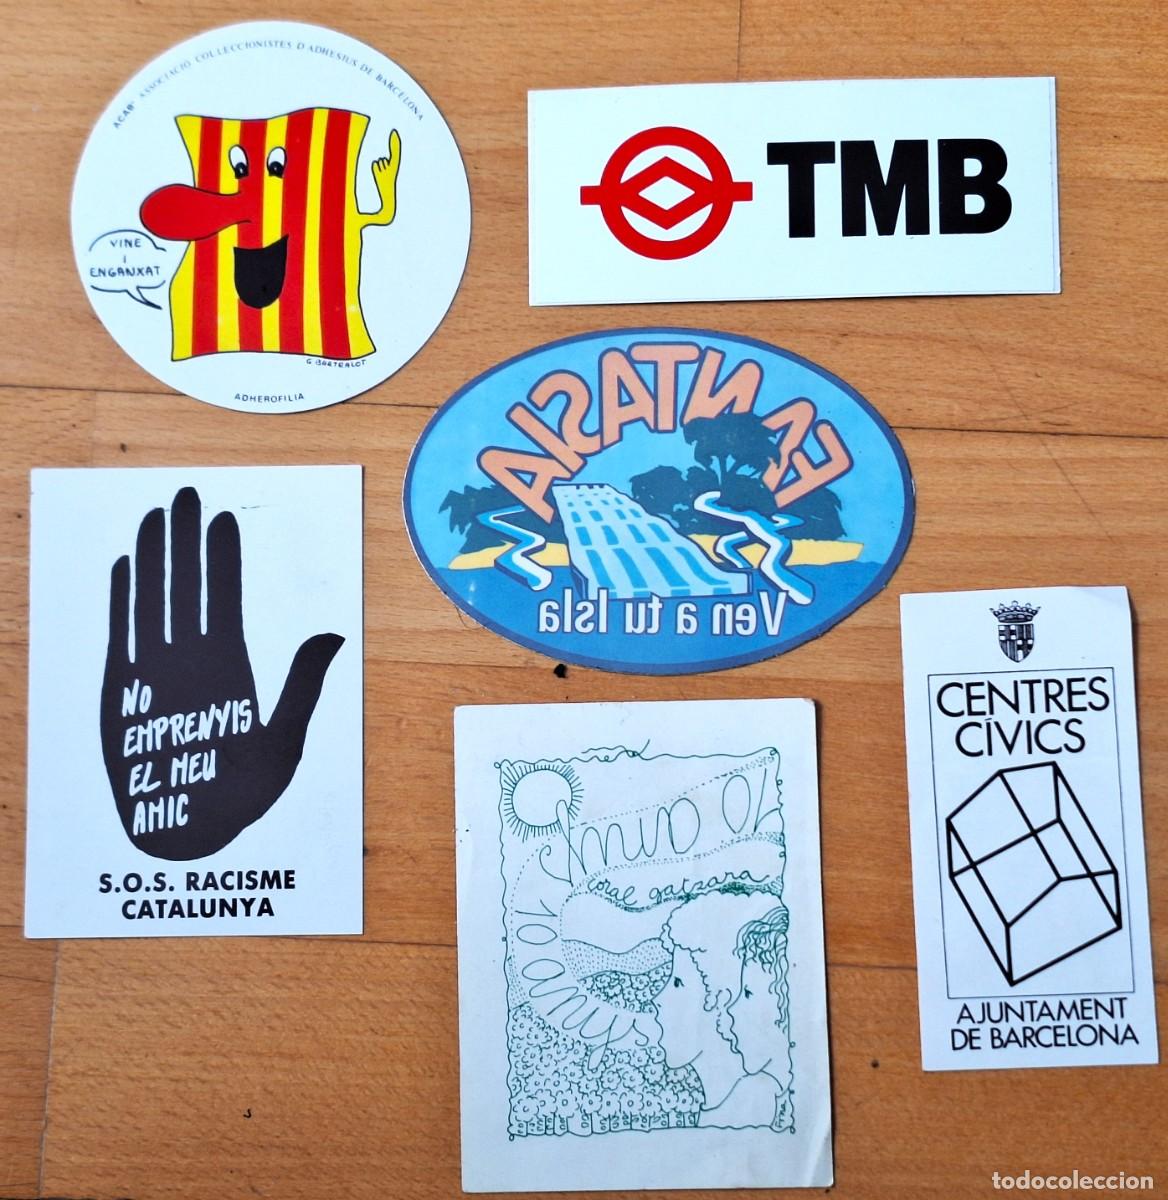 ACAB* ASSOCIACIÓ COL·LECCIONISTES D'ADHESIUS DE BARCELONA
VINE
i
ENGANXAT
G. BARTRALOT
ADHEROFILIA
TMB
FANTASIA
Ven a tu Isla
NO
EMPRENYIS
EL MEU
AMIC
S.O.S. RACISME
CATALUNYA
10 anys
10 anys
coral gatzara
CENTRES
CÍVICS
AJUNTAMENT
DE BARCELONA
todocoleccion